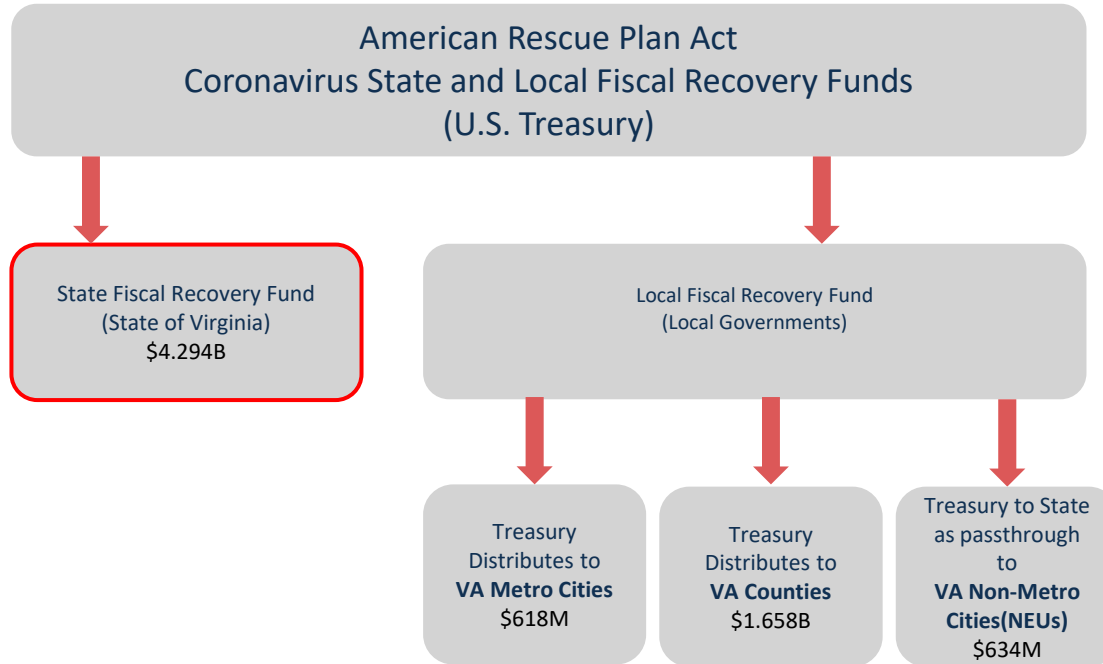 American Rescue Plan Act
Coronavirus State and Local Fiscal Recovery Funds
(U.S. Treasury)
State Fiscal Recovery Fund
(State of Virginia)
$4.294B
Local Fiscal Recovery Fund
(Local Governments)
Treasury
Distributes to
VA Metro Cities
$618M
Treasury
Distributes to
VA Counties
$1.658B
Treasury to State
as passthrough
to
VA Non-Metro
Cities(NEUs)
$634M